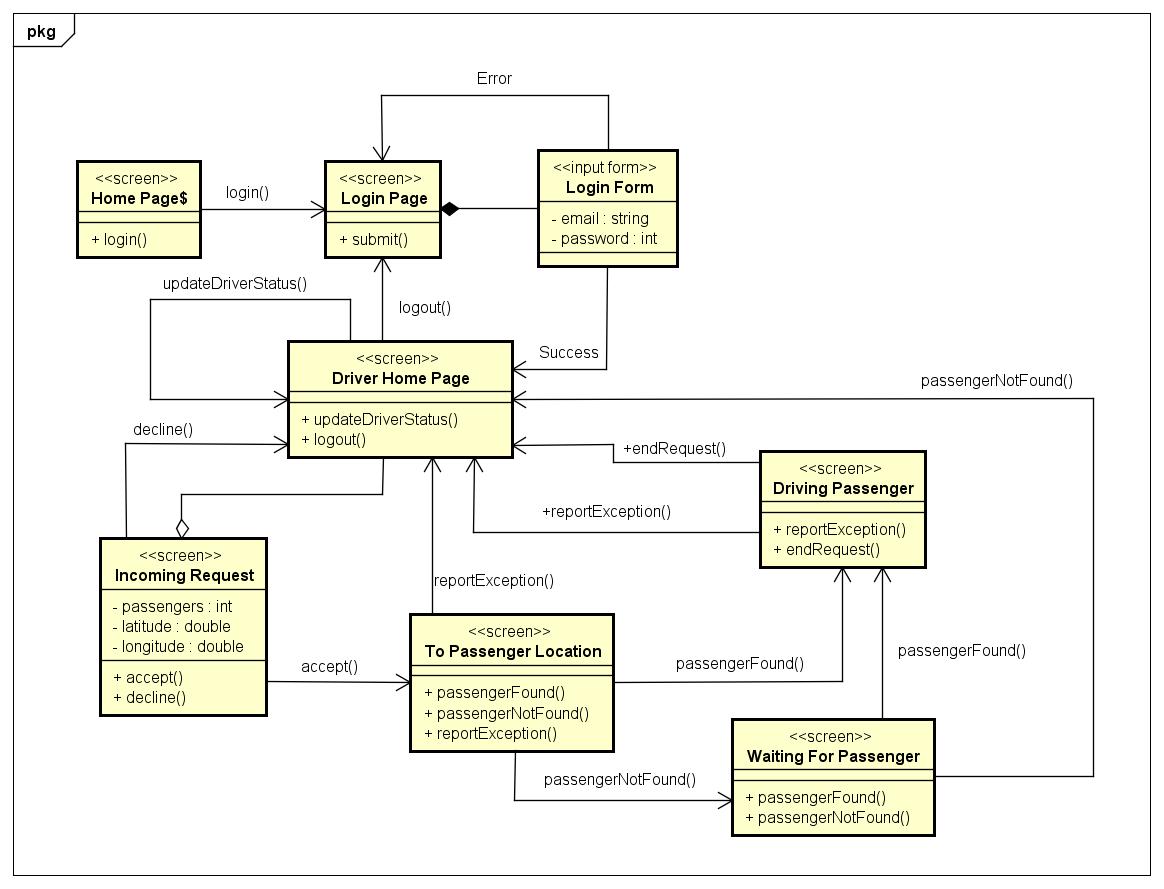 pkg
Error
<<screen>>
Home Page$
+ login()
login()
<<screen>>
Login Page
+ submit()
<<input form>>
Login Form
- email : string
- password : int
updateDriverStatus()
logout()
Success
<<screen>>
Driver Home Page
+ updateDriverStatus()
+ logout()
passengerNotFound()
decline()
+endRequest()
<<screen>>
Driving Passenger
+ reportException()
+ endRequest()
+reportException()
<<screen>>
Incoming Request
- passengers : int
- latitude : double
- longitude : double
+ accept()
+ decline()
reportException()
accept()
<<screen>>
To Passenger Location
+ passengerFound()
+ passengerNotFound()
+ reportException()
passengerFound()
passengerFound()
passengerNotFound()
<<screen>>
Waiting For Passenger
+ passengerFound()
+ passengerNotFound()